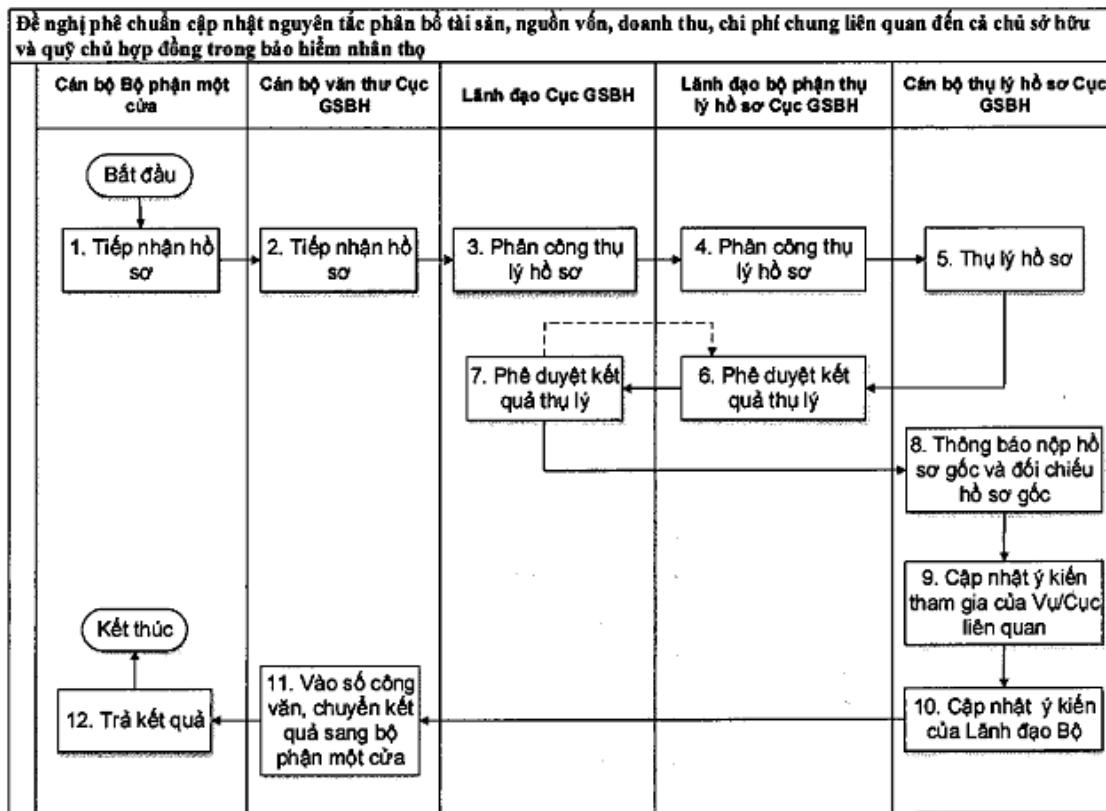 Đề nghị phê chuẩn cập nhật nguyên tắc phân bổ tài sản, nguồn vốn, doanh thu, chi phí chung liên quan đến cả chủ sở hữu
và quỹ chủ hợp đồng trong bảo hiểm nhân thọ
Cán bộ Bộ phận một
cửa
Cán bộ văn thư Cục
GSBH
Lãnh đạo Cục GSBH
Lãnh đạo bộ phận thụ
lý hồ sơ Cục GSBH
Cán bộ thụ lý hồ sơ Cục
GSBH
Bắt đầu
1. Tiếp nhận hồ
sơ
2. Tiếp nhận hồ
sơ
3. Phân công thụ
lý hồ sơ
4. Phân công thụ
lý hồ sơ
5. Thụ lý hồ sơ
7. Phê duyệt kết
quả thụ lý
6. Phê duyệt kết
quả thụ lý
8. Thông báo nộp hồ
sơ gốc và đối chiếu
hồ sơ gốc
9. Cập nhật ý kiến
tham gia của Vụ/Cục
liên quan
Kết thúc
12. Trả kết quả
11. Vào số công
văn, chuyển kết
quả sang bộ
phận một cửa
10. Cập nhật ý kiến
của Lãnh đạo Bộ